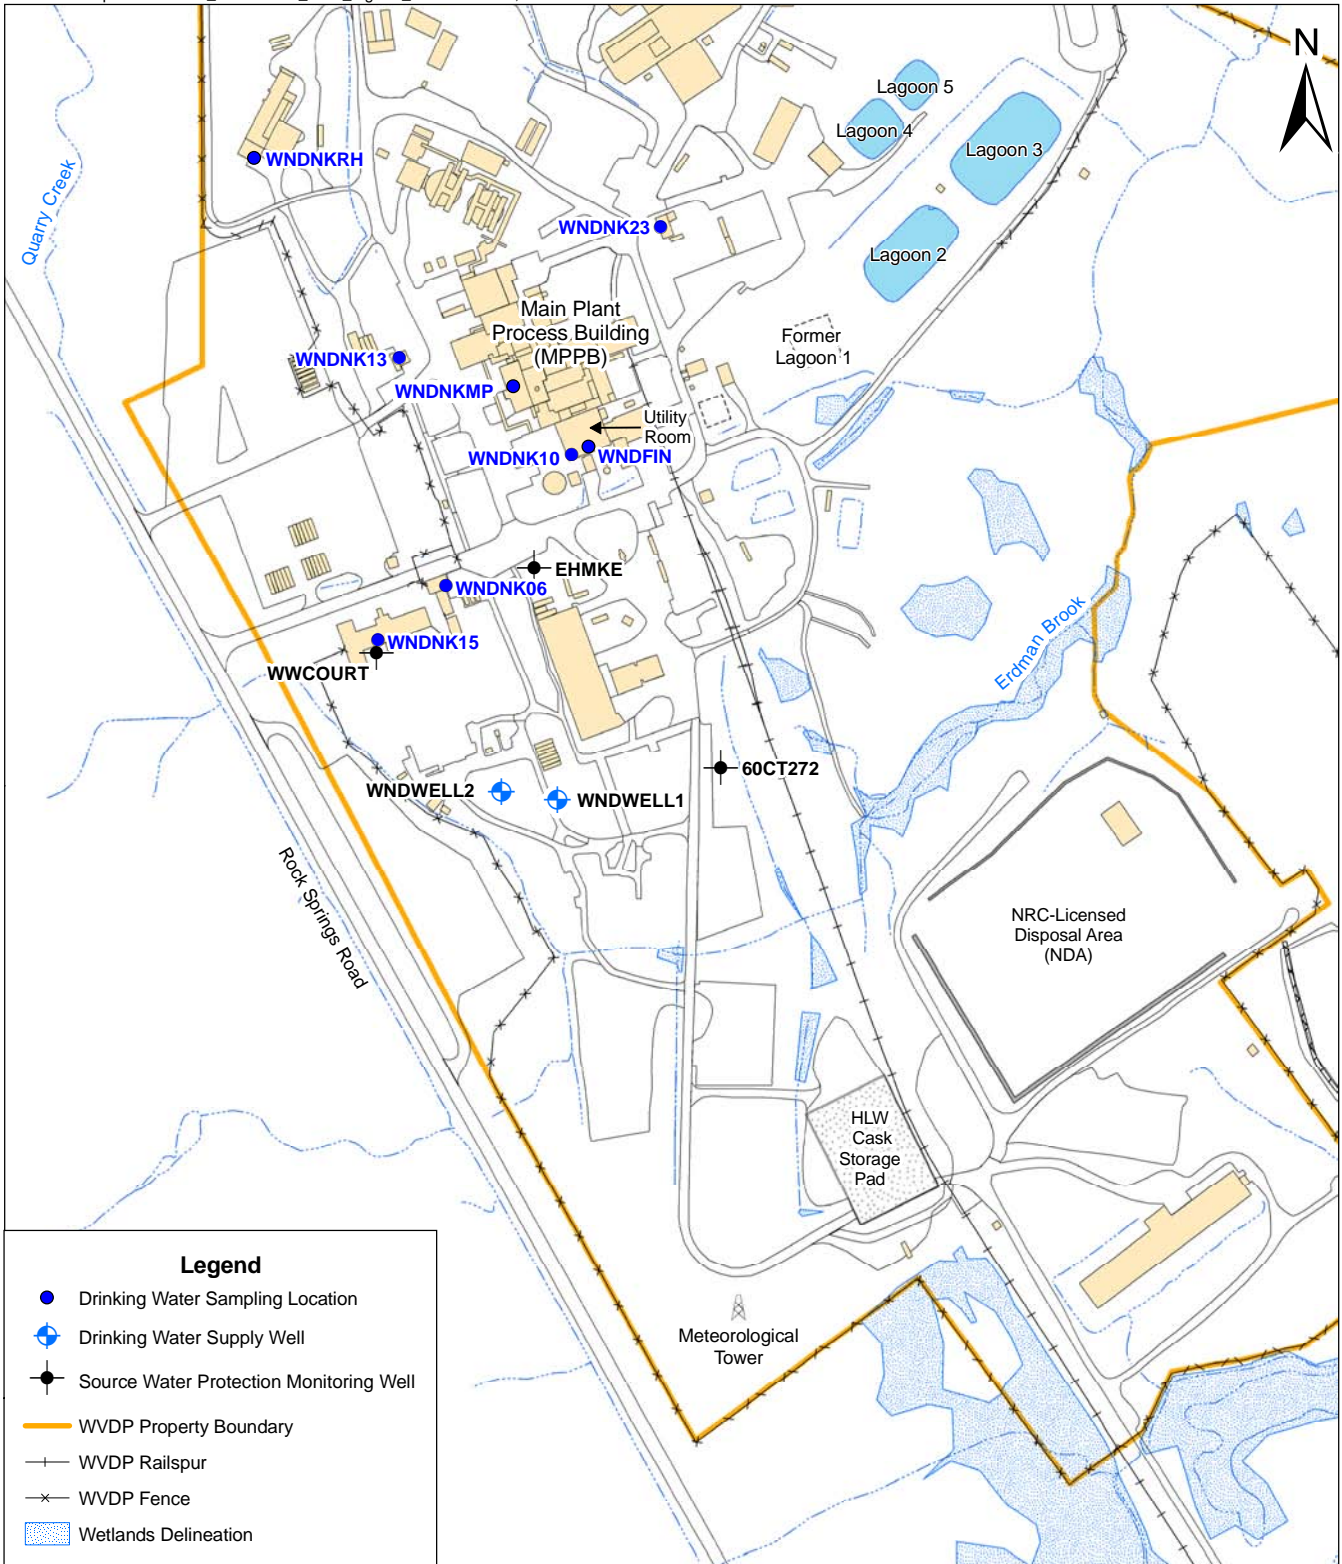 N
Lagoon 5
Lagoon 4
Lagoon 3
WNDNKRH
Quarry Creek
WNDNK23
Lagoon 2
Main Plant
Process Building
(MPPB)
Former
Lagoon 1
WNDNK13
WNDNKMP
Utility
Room
WNDNK10
WNDFIN
EHMKE
WNDNK06
Erdman Brook
WNDNK15
WWCOURT
60CT272
WNDWELL2
WNDWELL1
Rock Springs Road
NRC-Licensed
Disposal Area
(NDA)
HLW
Cask
Storage
Pad
Meteorological
Tower
Legend
Drinking Water Sampling Location
Drinking Water Supply Well
Source Water Protection Monitoring Well
WVDP Property Boundary
WVDP Railspur
WVDP Fence
Wetlands Delineation